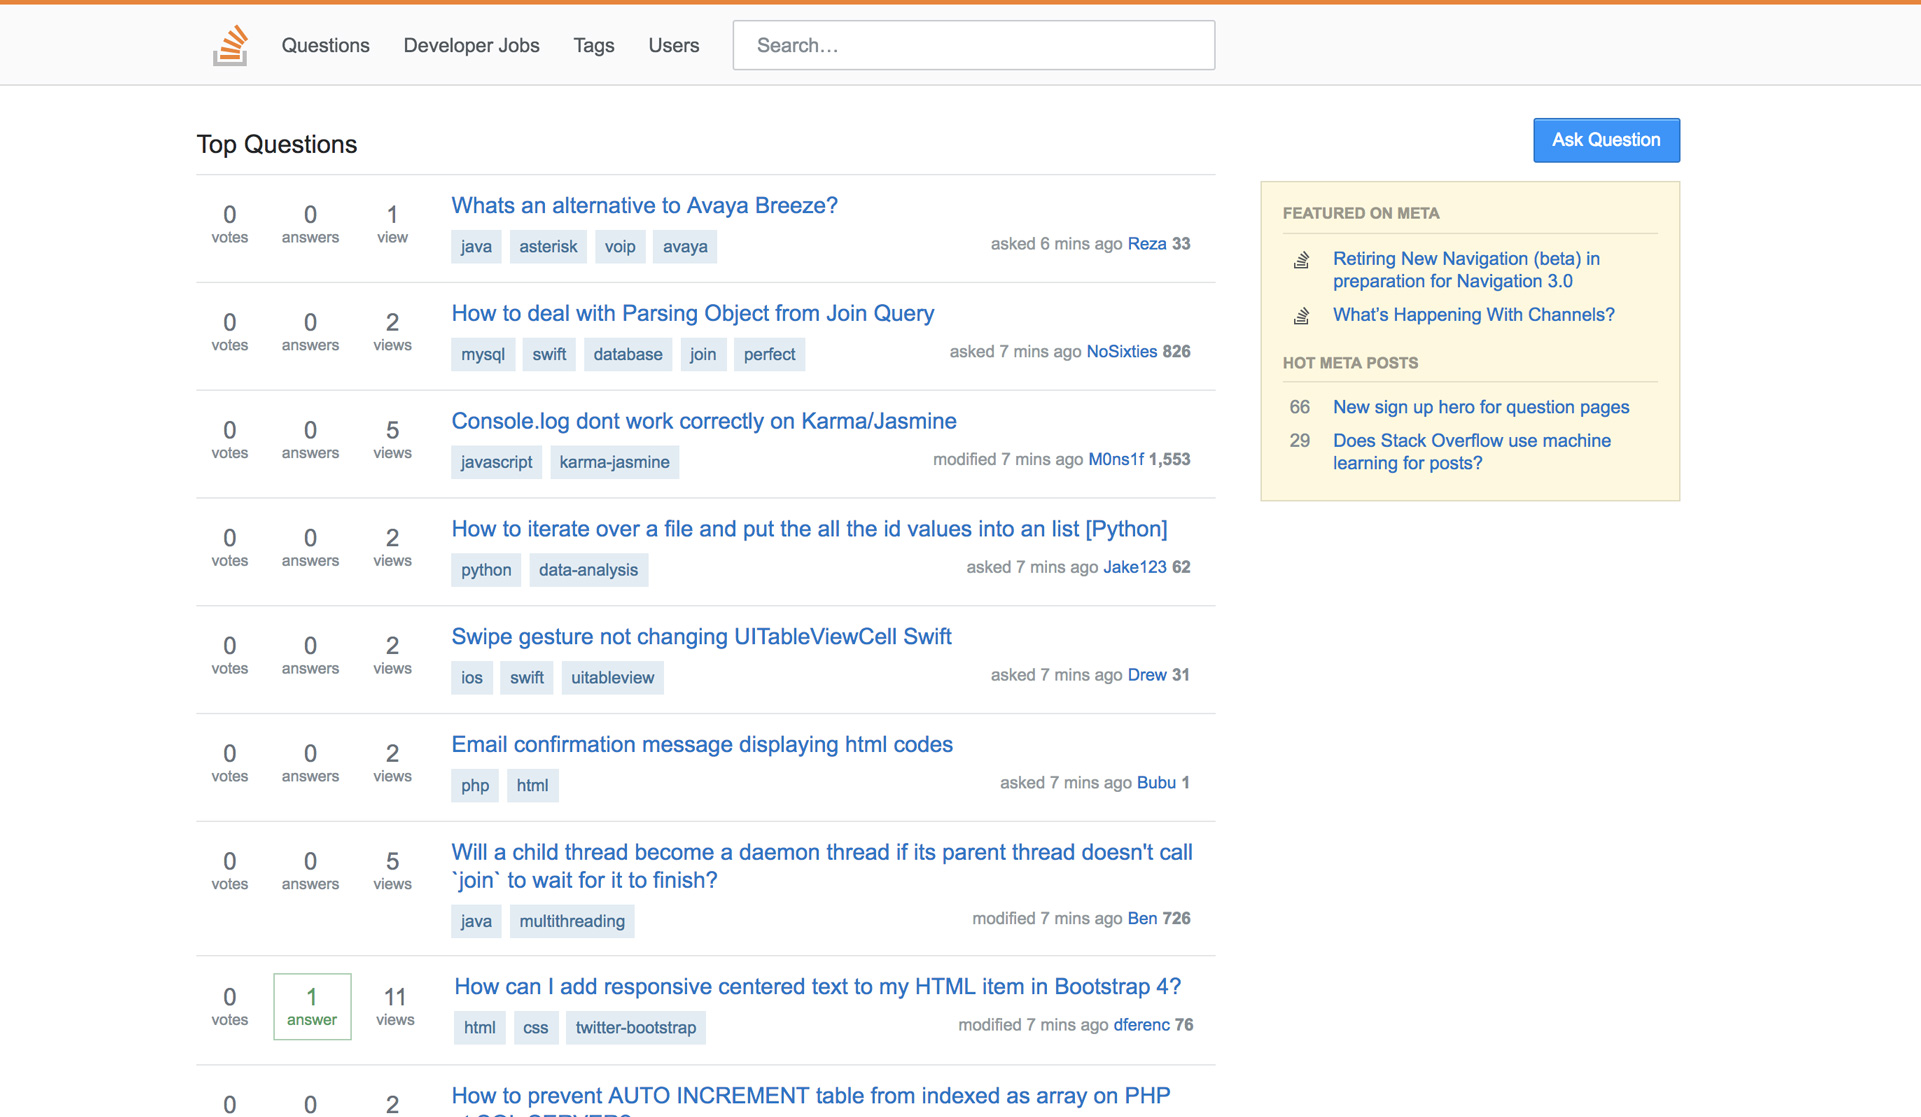 Questions Developer Jobs Tags Users Search…
Top Questions
Ask Question
0 votes 0 answers 1 view
Whats an alternative to Avaya Breeze?
java asterisk voip avaya
asked 6 mins ago Reza 33
0 votes 0 answers 2 views
How to deal with Parsing Object from Join Query
mysql swift database join perfect
asked 7 mins ago NoSixties 826
0 votes 0 answers 5 views
Console.log dont work correctly on Karma/Jasmine
javascript karma-jasmine
modified 7 mins ago M0ns1f 1,553
0 votes 0 answers 2 views
How to iterate over a file and put the all the id values into an list [Python]
python data-analysis
asked 7 mins ago Jake123 62
0 votes 0 answers 2 views
Swipe gesture not changing UITableViewCell Swift
ios swift uitableview
asked 7 mins ago Drew 31
0 votes 0 answers 2 views
Email confirmation message displaying html codes
php html
asked 7 mins ago Bubu 1
0 votes 0 answers 5 views
Will a child thread become a daemon thread if its parent thread doesn't call
`join` to wait for it to finish?
java multithreading
modified 7 mins ago Ben 726
0 votes 1 answer 11 views
How can I add responsive centered text to my HTML item in Bootstrap 4?
html css twitter-bootstrap
modified 7 mins ago dferenc 76
0 0 2
How to prevent AUTO INCREMENT table from indexed as array on PHP
FEATURED ON META
Retiring New Navigation (beta) in
preparation for Navigation 3.0
What's Happening With Channels?
HOT META POSTS
66 New sign up hero for question pages
29 Does Stack Overflow use machine
learning for posts?